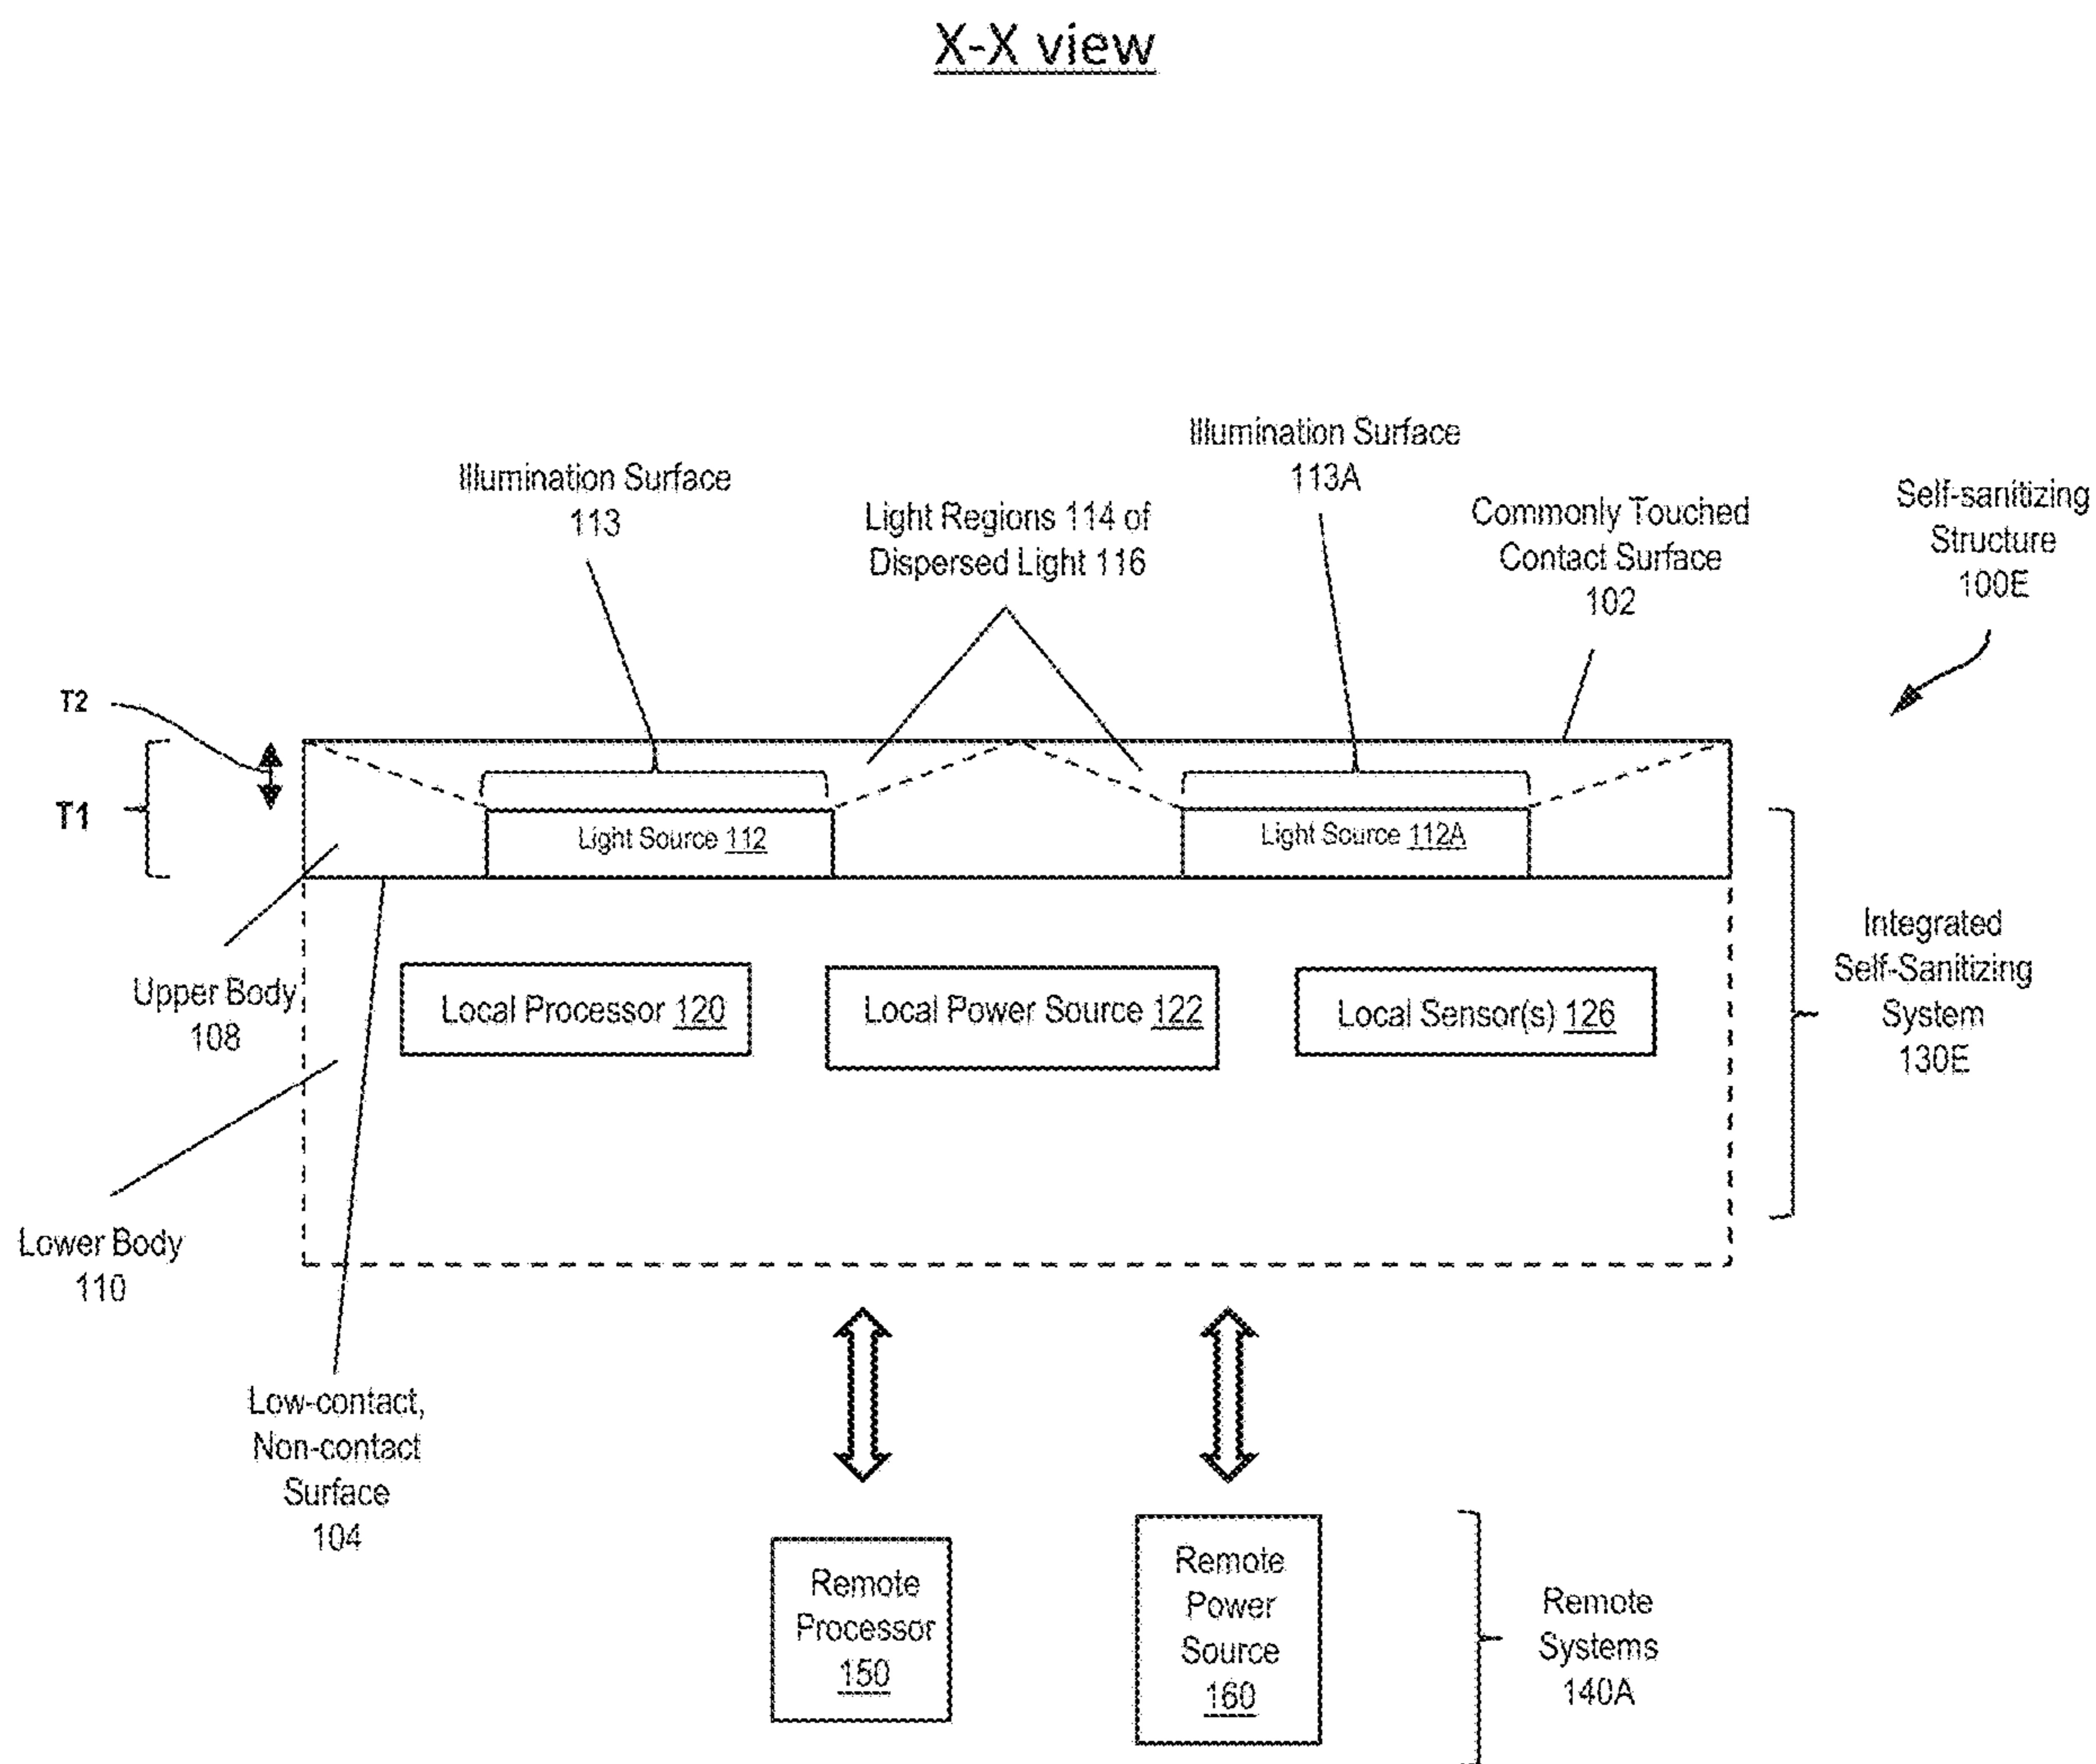 X-X view
Illumination Surface
113
Light Regions 114 of
Dispersed Light 116
Illumination Surface
113A
Commonly Touched
Contact Surface
102
Self-sanitizing
Structure
100E
T2
T1
Light Source 112
Light Source 112A
Upper Body
108
Local Processor 120
Local Power Source 122
Local Sensor(s) 126
Integrated
Self-Sanitizing
System
130E
Lower Body
110
Low-contact,
Non-contact
Surface
104
Remote
Processor
150
Remote
Power
Source
160
Remote
Systems
140A